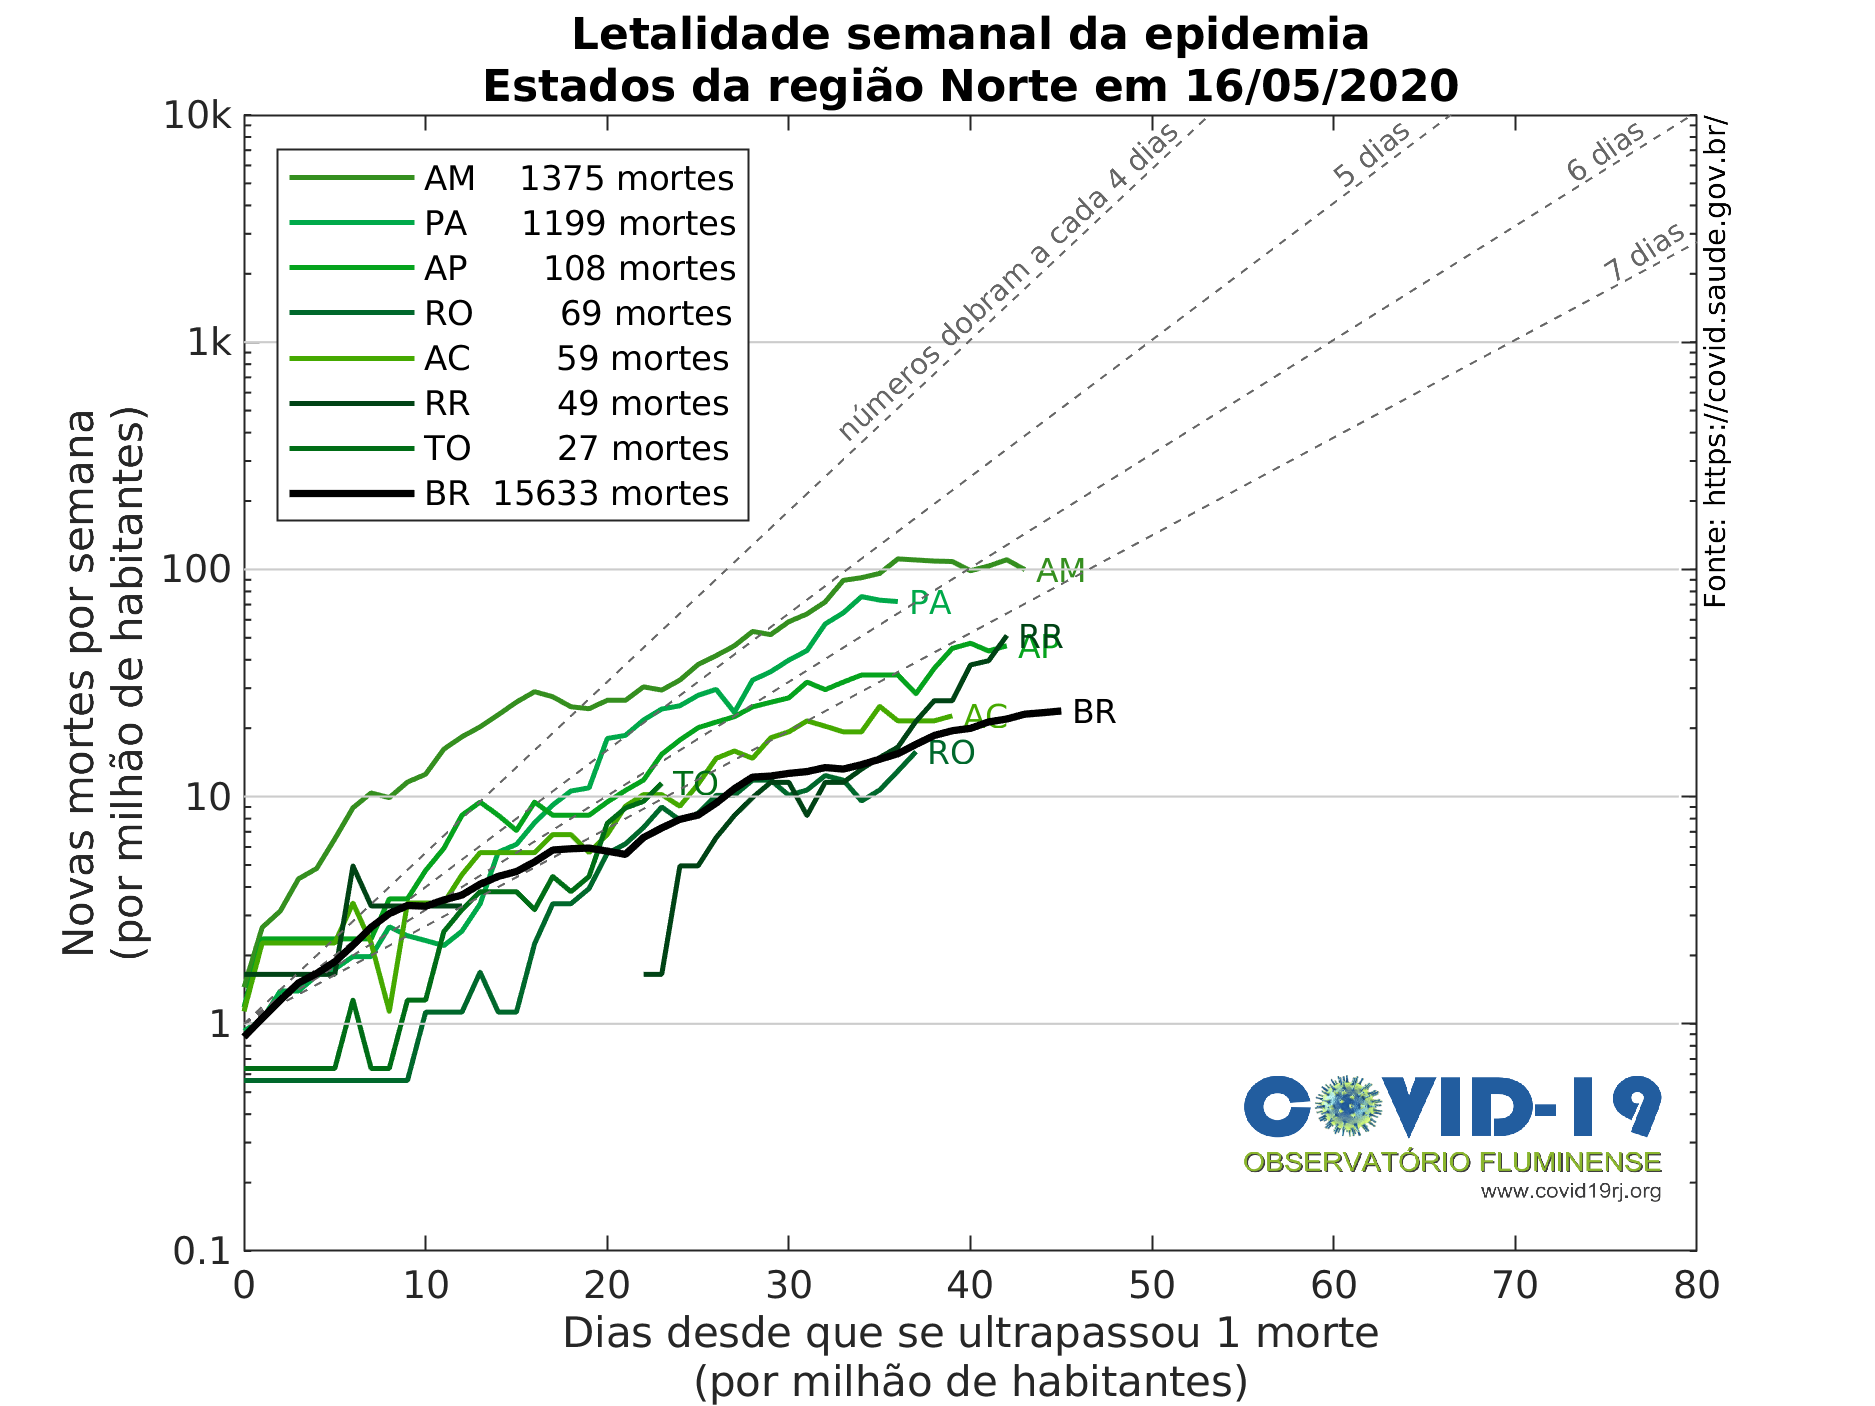 Letalidade semanal da epidemia
Estados da região Norte em 16/05/2020
10k
1k
100
10
1
0.1
Novas mortes por semana
(por milhão de habitantes)
AM 1375 mortes
PA 1199 mortes
AP 108 mortes
RO 69 mortes
AC 59 mortes
RR 49 mortes
TO 27 mortes
BR 15633 mortes
números dobram a cada 4 dias
5 dias
6 dias
7 dias
Fonte: https://covid.saude.gov.br/
AM
PA
RR
AP
AC
BR
RO
TO
COVID-19
OBSERVATÓRIO FLUMINENSE
www.covid19rj.org
0 10 20 30 40 50 60 70 80
Dias desde que se ultrapassou 1 morte
(por milhão de habitantes)